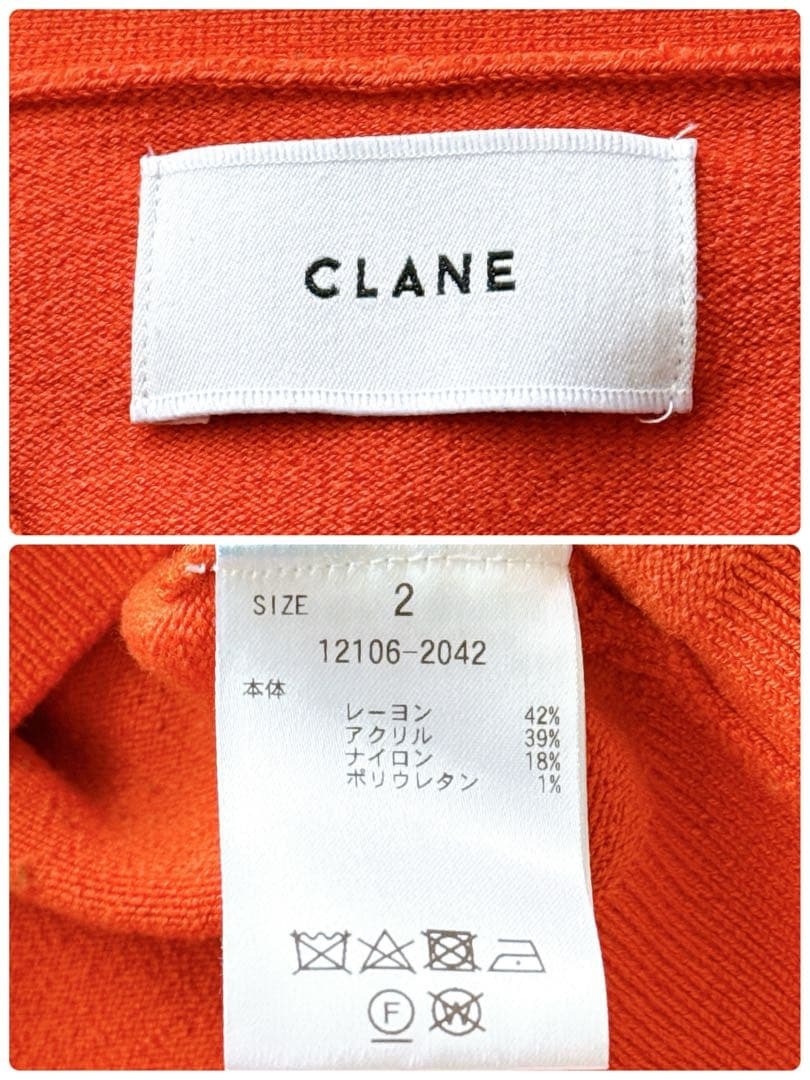 CLANE
SIZE 2
12106-2042
本体
レーヨン 42%
アクリル 39%
ナイロン 18%
ポリウレタン 1%
F W